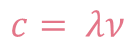 c = λν